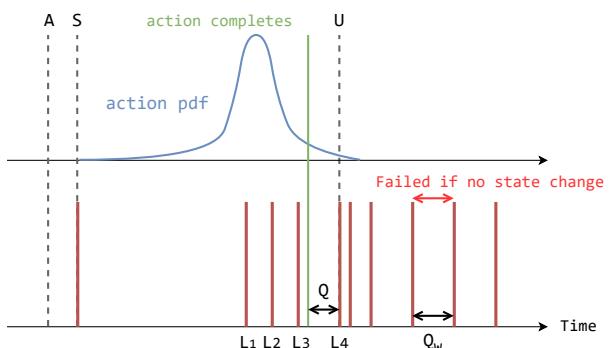 A S action completes U
action pdf
Failed if no state change
Q
Time
L1 L2 L3 L4 Qw